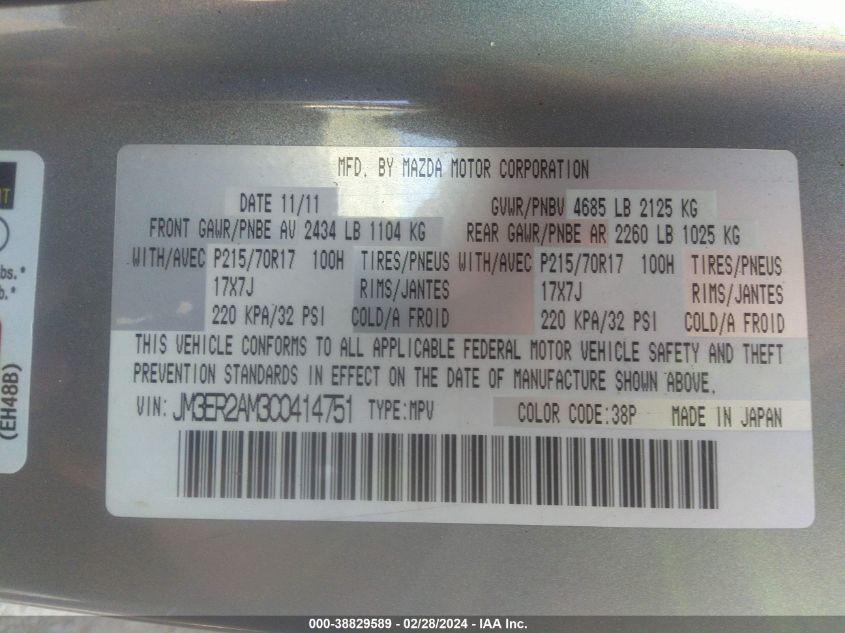 MFD. BY MAZDA MOTOR CORPORATION
DATE 11/11 GVWR/PNBV 4685 LB 2125 KG
FRONT GAWR/PNBE AV 2434 LB 1104 KG REAR GAWR/PNBE AR 2260 LB 1025 KG
WITH/AVEC P215/70R17 100H TIRES/PNEUS WITH/AVEC P215/70R17 100H TIRES/PNEUS
17X7J RIMS/JANTES 17X7J RIMS/JANTES
220 KPA/32 PSI COLD/A FROID 220 KPA/32 PSI COLD/A FROID
THIS VEHICLE CONFORMS TO ALL APPLICABLE FEDERAL MOTOR VEHICLE SAFETY AND THEFT
PREVENTION STANDARDS IN EFFECT ON THE DATE OF MANUFACTURE SHOWN ABOVE.
VIN: JM3ER2AM3C0414751 TYPE:MPV COLOR CODE:38P MADE IN JAPAN
(EH48B)
000-38829589 - 02/28/2024 - IAA Inc.